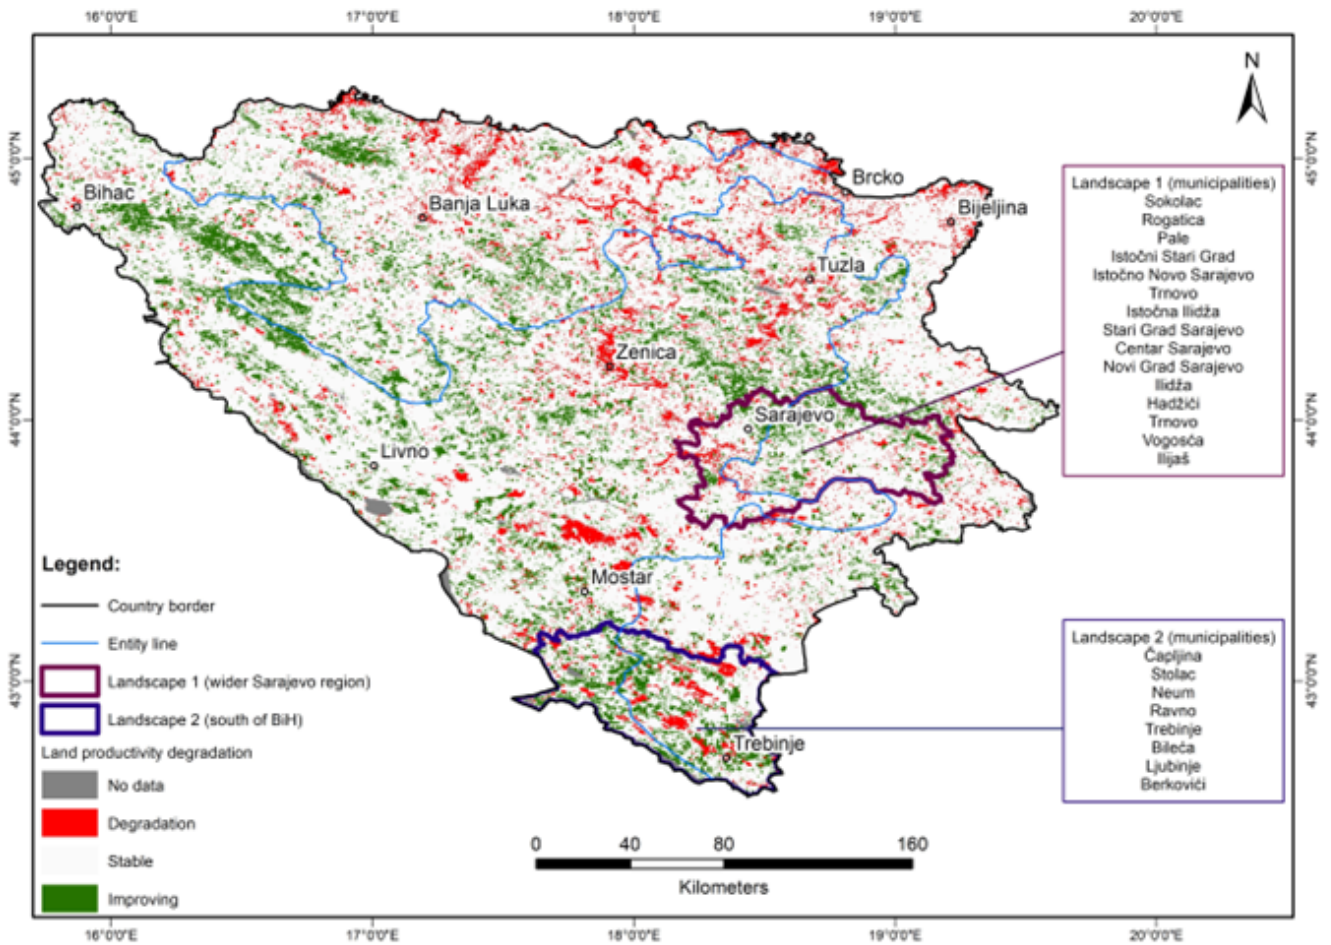 16°0'0"E 17°0'0"E 18°0'0"E 19°0'0"E 20°0'0"E
N
45°0'0"N
45°0'0"N
44°0'0"N
44°0'0"N
43°0'0"N
43°0'0"N
Bihac
Banja Luka
Brcko
Bijeljina
Tuzla
Zenica
Sarajevo
Livno
Mostar
Trebinje
Landscape 1 (municipalities)
Sokolac
Rogatica
Pale
Istočni Stari Grad
Istočno Novo Sarajevo
Trnovo
Istočna Ilidža
Stari Grad Sarajevo
Centar Sarajevo
Novi Grad Sarajevo
Ilidža
Hadžići
Trnovo
Vogosča
Ilijaš
Landscape 2 (municipalities)
Čapljina
Stolac
Neum
Ravno
Trebinje
Bileća
Ljubinje
Berkovići
Legend:
Country border
Entity line
Landscape 1 (wider Sarajevo region)
Landscape 2 (south of BiH)
Land productivity degradation
No data
Degradation
Stable
Improving
0 40 80 160
Kilometers
16°0'0"E 17°0'0"E 18°0'0"E 19°0'0"E 20°0'0"E